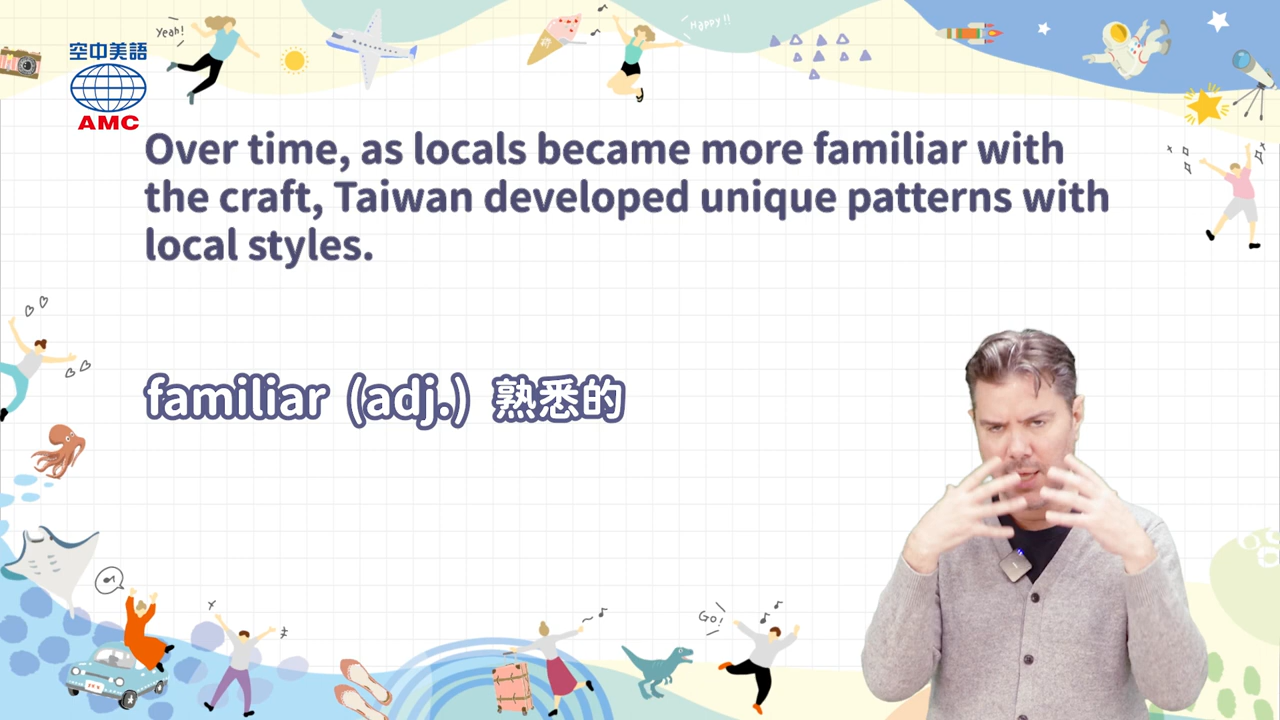 Yeah!
Happy!!
空中美語
AMC
Over time, as locals became more familiar with
the craft, Taiwan developed unique patterns with
local styles.
familiar (adj.) 熟悉的
Go!